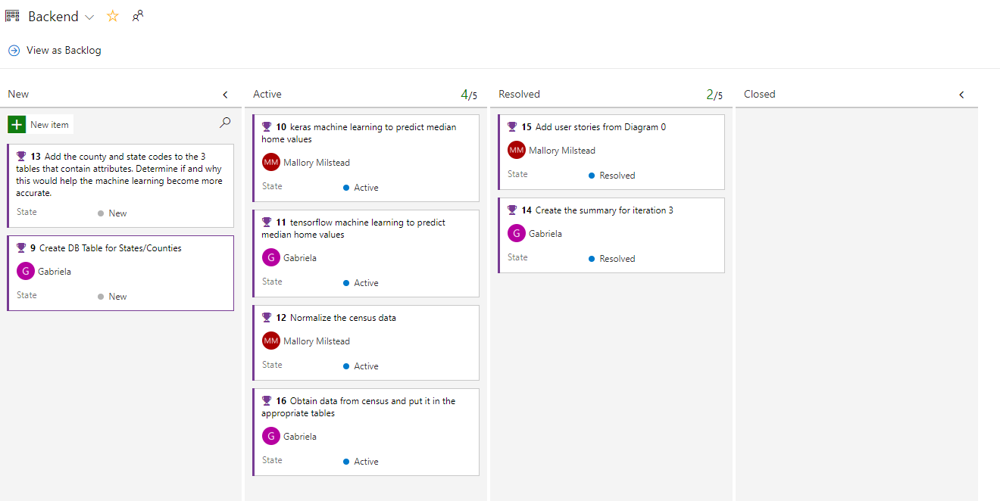 Backend
View as Backlog
New
New item
13 Add the county and state codes to the 3
tables that contain attributes. Determine if and why
this would help the machine learning become more
accurate.
State New
9 Create DB Table for States/Counties
G Gabriela
State New
Active 4/5
10 keras machine learning to predict median
home values
MM Mallory Milstead
State Active
11 tensorflow machine learning to predict
median home values
G Gabriela
State Active
12 Normalize the census data
MM Mallory Milstead
State Active
16 Obtain data from census and put it in the
appropriate tables
G Gabriela
State Active
Resolved 2/5
15 Add user stories from Diagram 0
MM Mallory Milstead
State Resolved
14 Create the summary for iteration 3
G Gabriela
State Resolved
Closed